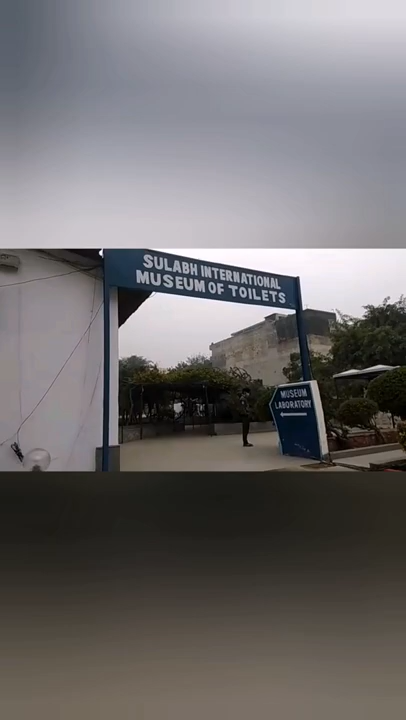 SULABH INTERNATIONAL
MUSEUM OF TOILETS
MUSEUM
LABORATORY